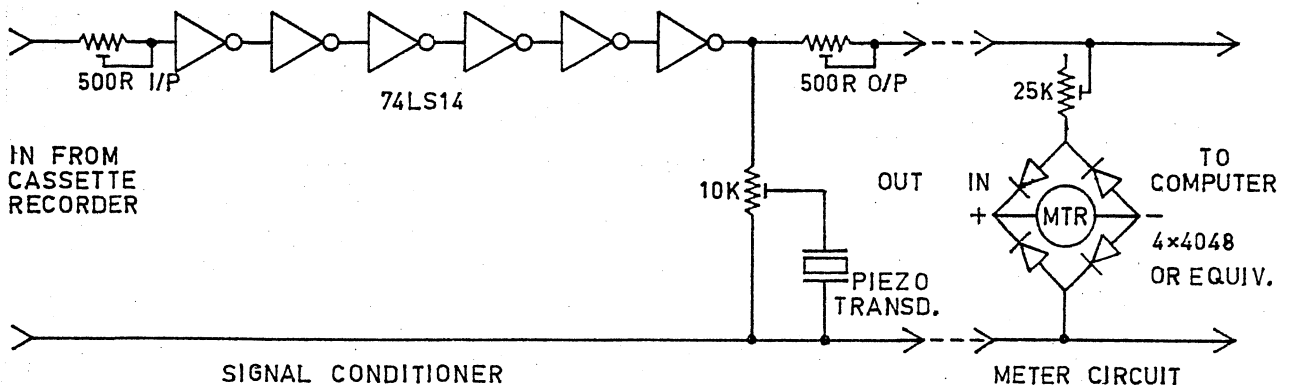 500R I/P
74LS14
500R O/P
25K
IN FROM
CASSETTE
RECORDER
10K
OUT
IN
+
MTR
-
TO
COMPUTER
4×4048
OR EQUIV.
PIEZO
TRANSD.
SIGNAL CONDITIONER
METER CIRCUIT